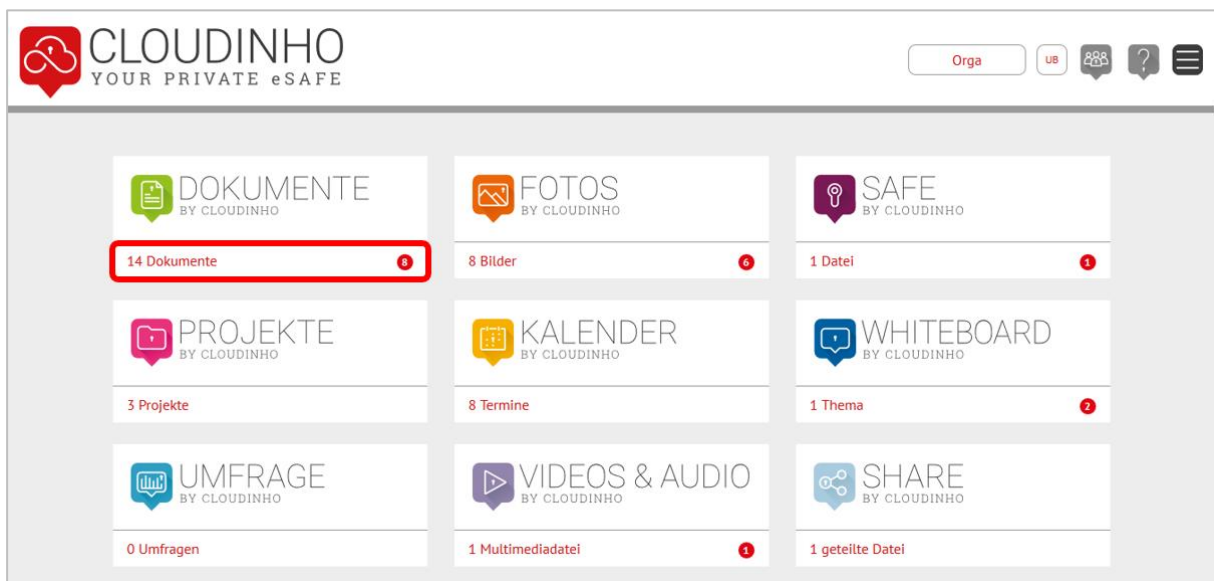 CLOUDINHO
YOUR PRIVATE eSAFE
Orga
UB
?
DOKUMENTE
BY CLOUDINHO
14 Dokumente 8
FOTOS
BY CLOUDINHO
8 Bilder 6
SAFE
BY CLOUDINHO
1 Datei 1
PROJEKTE
BY CLOUDINHO
3 Projekte
KALENDER
BY CLOUDINHO
8 Termine
WHITEBOARD
BY CLOUDINHO
1 Thema 2
UMFRAGE
BY CLOUDINHO
0 Umfragen
VIDEOS & AUDIO
BY CLOUDINHO
1 Multimediadatei 1
SHARE
BY CLOUDINHO
1 geteilte Datei